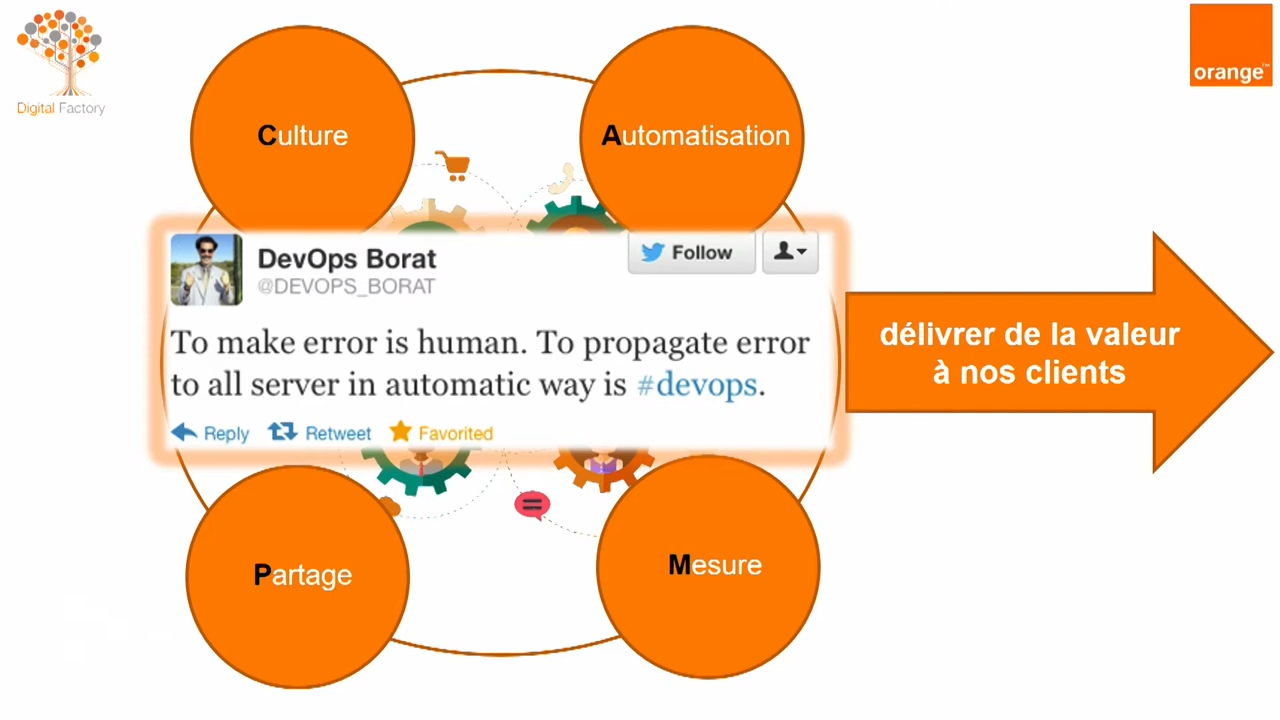 Digital Factory
orange™
Culture
Automatisation
DevOps Borat
@DEVOPS_BORAT
Follow
To make error is human. To propagate error
to all server in automatic way is #devops.
Reply Retweet Favorited
délivrer de la valeur
à nos clients
Partage
Mesure